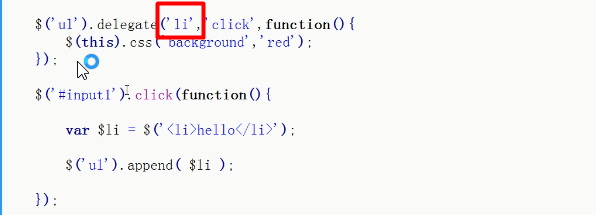 $('ul').delegate('li','click',function(){
$(this).css('background','red');
});
$('#input1').click(function(){
var $li = $('<li>hello</li>');
$('ul').append( $li );
});